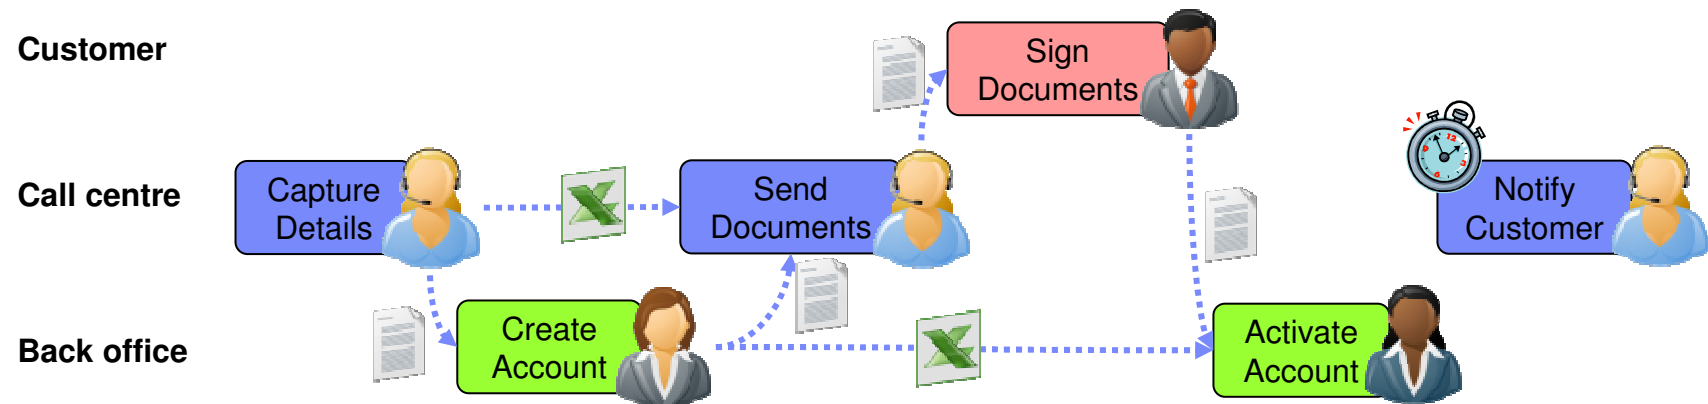 Customer
Sign
Documents
Call centre
Capture
Details
Send
Documents
Notify
Customer
Back office
Create
Account
Activate
Account